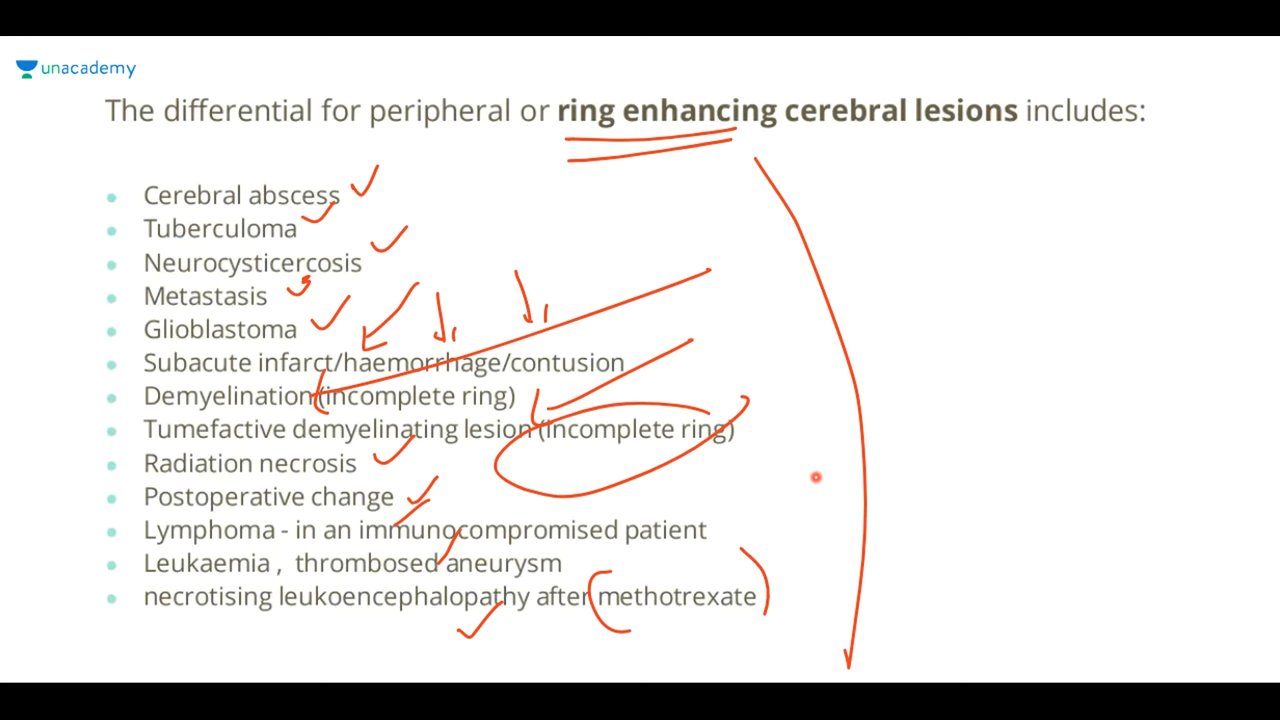 unacademy
The differential for peripheral or ring enhancing cerebral lesions includes:
Cerebral abscess
Tuberculoma
Neurocysticercosis
Metastasis
Glioblastoma
Subacute infarct/haemorrhage/contusion
Demyelination (incomplete ring)
Tumefactive demyelinating lesion (incomplete ring)
Radiation necrosis
Postoperative change
Lymphoma - in an immunocompromised patient
Leukaemia , thrombosed aneurysm
necrotising leukoencephalopathy after methotrexate